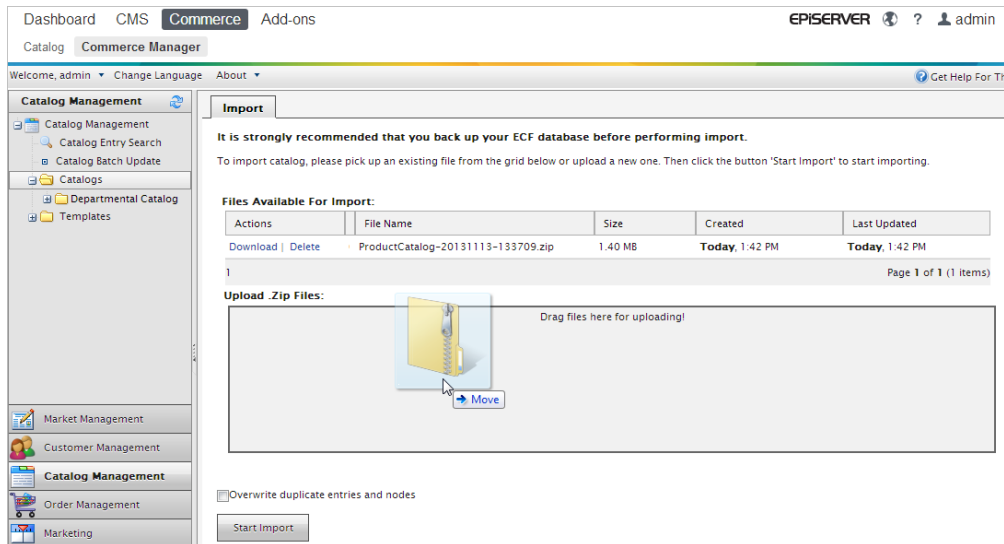 Dashboard CMS Commerce Add-ons EPiSERVER ? admin
Catalog Commerce Manager
Welcome, admin Change Language About Get Help For Th
Catalog Management
Catalog Management
Catalog Entry Search
Catalog Batch Update
Catalogs
Departmental Catalog
Templates
Market Management
Customer Management
Catalog Management
Order Management
Marketing
Import
It is strongly recommended that you back up your ECF database before performing import.
To import catalog, please pick up an existing file from the grid below or upload a new one. Then click the button 'Start Import' to start importing.
Files Available For Import:
Actions File Name Size Created Last Updated
Download | Delete ProductCatalog-20131113-133709.zip 1.40 MB Today, 1:42 PM Today, 1:42 PM
1 Page 1 of 1 (1 items)
Upload .Zip Files:
Drag files here for uploading!
Move
Overwrite duplicate entries and nodes
Start Import